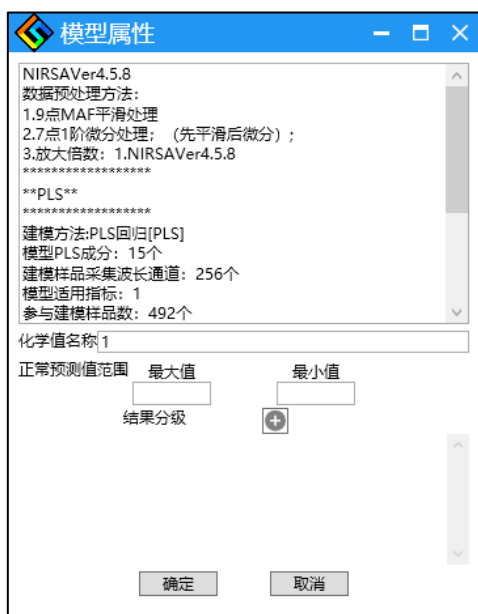 模型属性
NIRSAVer4.5.8
数据预处理方法：
1.9点MAF平滑处理
2.7点1阶微分处理；（先平滑后微分）;
3.放大倍数：1.NIRSAVer4.5.8
******************
**PLS**
******************
建模方法:PLS回归[PLS]
模型PLS成分：15个
建模样品采集波长通道：256个
模型适用指标：1
参与建模样品数：492个
化学值名称 1
正常预测值范围 最大值 最小值
结果分级
确定 取消